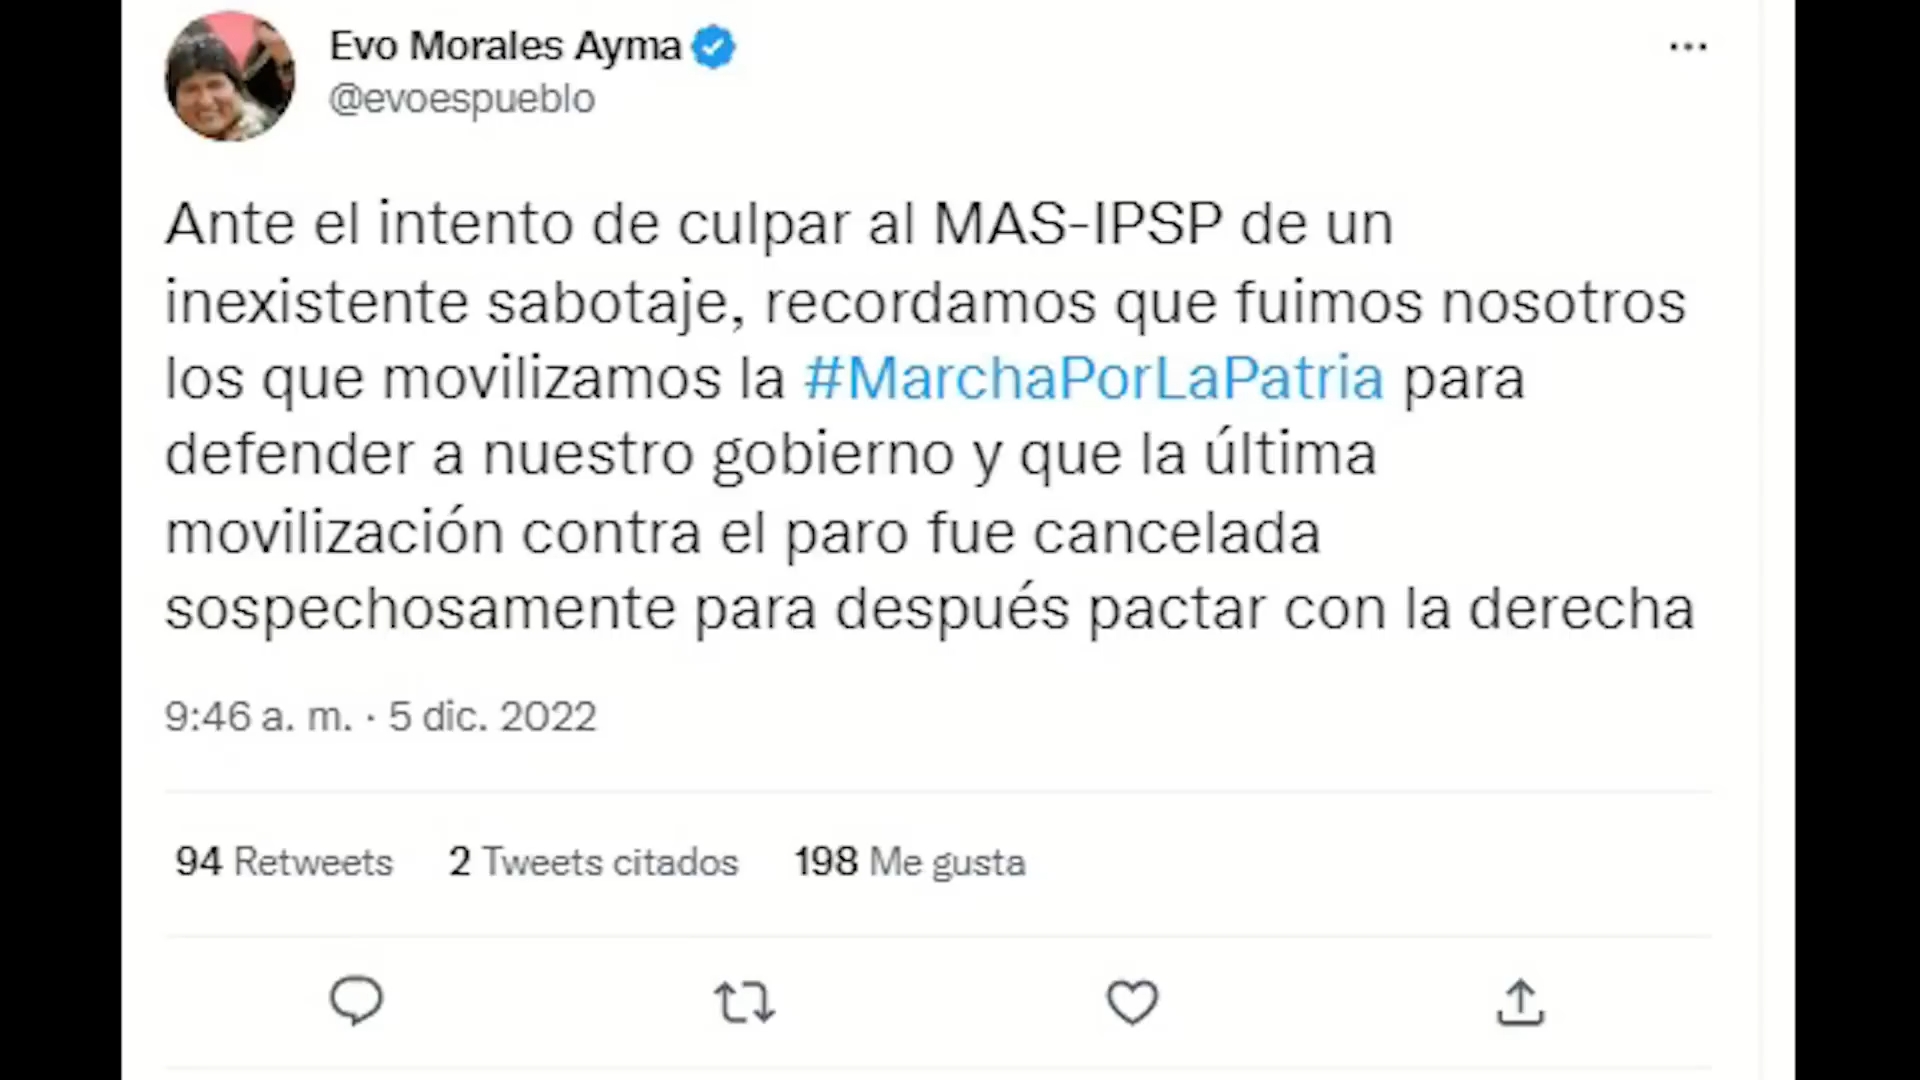 Evo Morales Ayma
@evoespueblo
Ante el intento de culpar al MAS-IPSP de un
inexistente sabotaje, recordamos que fuimos nosotros
los que movilizamos la #MarchaPorLaPatria para
defender a nuestro gobierno y que la última
movilización contra el paro fue cancelada
sospechosamente para después pactar con la derecha
9:46 a. m. · 5 dic. 2022
94 Retweets 2 Tweets citados 198 Me gusta